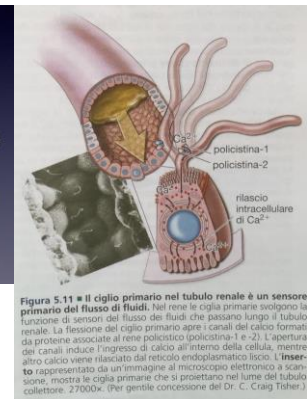 Ca²⁺
policistina-1
policistina-2
Ca²⁺
rilascio
intracellulare
di Ca²⁺
Ca²⁺
Figura 5.11 ■ Il ciglio primario nel tubulo renale è un sensore
primario del flusso di fluidi. Nel rene le ciglia primarie svolgono la
funzione di sensori del flusso dei fluidi che passano lungo il tubulo
renale. La flessione del ciglio primario apre i canali del calcio formati
da proteine associate al rene policistico (policistina-1 e -2). L'apertura
dei canali induce l'ingresso di calcio all'interno della cellula, mentre
altro calcio viene rilasciato dal reticolo endoplasmatico liscio. L'inser-
to rappresentato da un'immagine al microscopio elettronico a scan-
sione, mostra le ciglia primarie che si proiettano nel lume del tubulo
collettore. 27000×. (Per gentile concessione del Dr. C. Craig Tisher.)